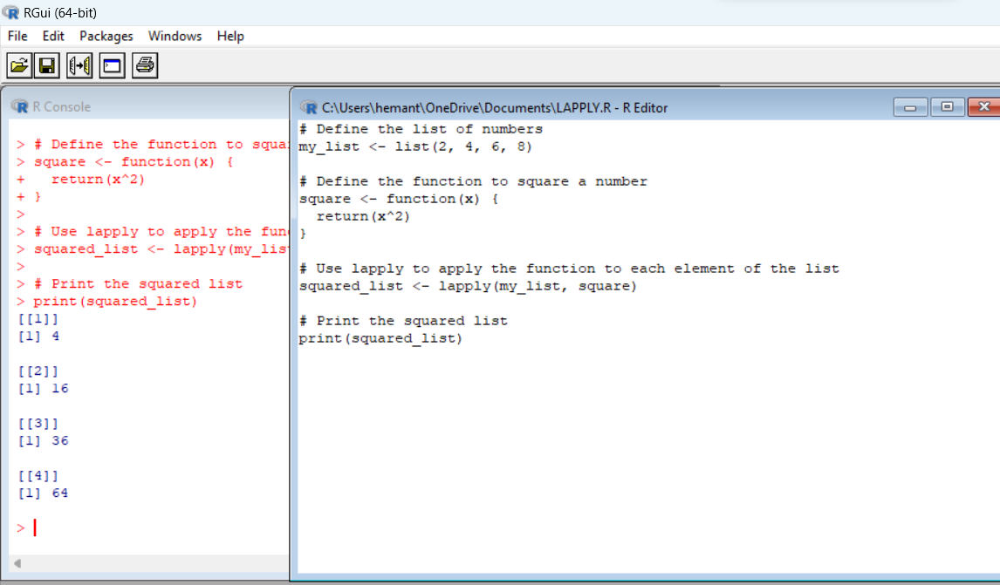 RGui (64-bit)
File Edit Packages Windows Help
R Console
> # Define the function to squa
> square <- function(x) {
+   return(x^2)
+ }
>
> # Use lapply to apply the fun
> squared_list <- lapply(my_lis
>
> # Print the squared list
> print(squared_list)
[[1]]
[1] 4
[[2]]
[1] 16
[[3]]
[1] 36
[[4]]
[1] 64
>
C:\Users\hemant\OneDrive\Documents\LAPPLY.R - R Editor
# Define the list of numbers
my_list <- list(2, 4, 6, 8)
# Define the function to square a number
square <- function(x) {
  return(x^2)
}
# Use lapply to apply the function to each element of the list
squared_list <- lapply(my_list, square)
# Print the squared list
print(squared_list)